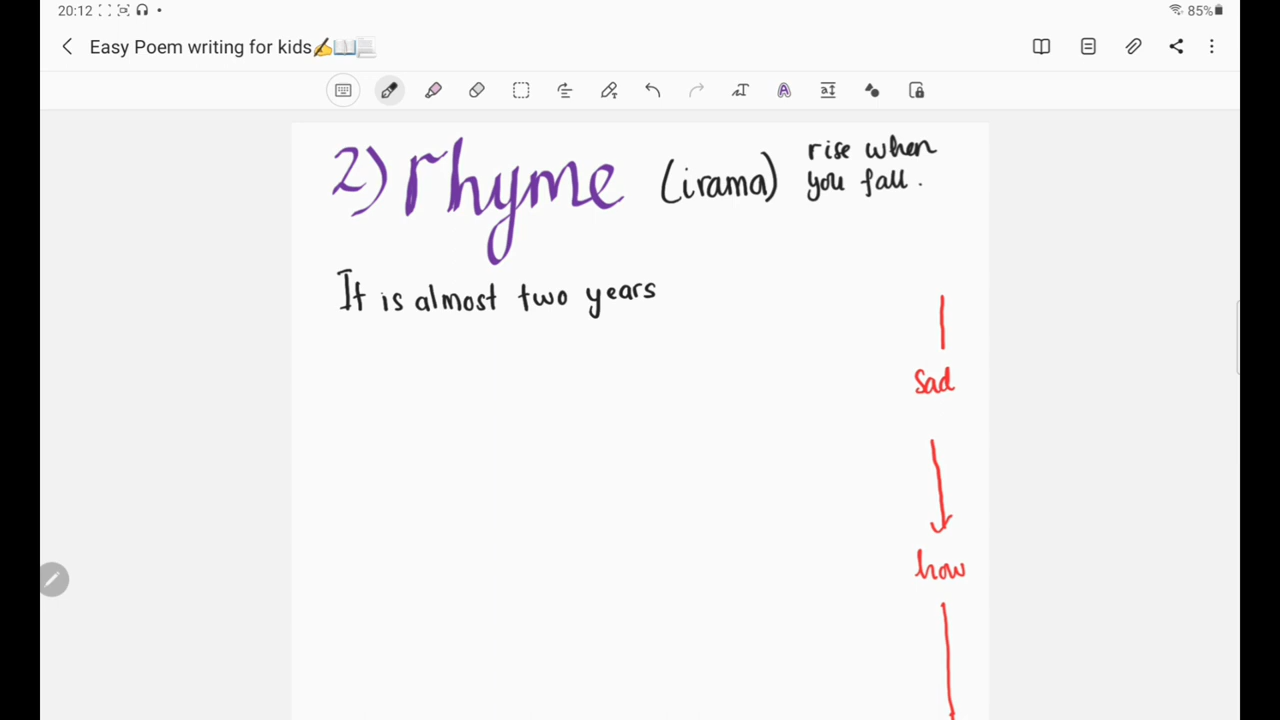 20:12
85%
Easy Poem writing for kids✍📖📃
2) rhyme (irama) rise when
you fall.
It is almost two years
sad
how